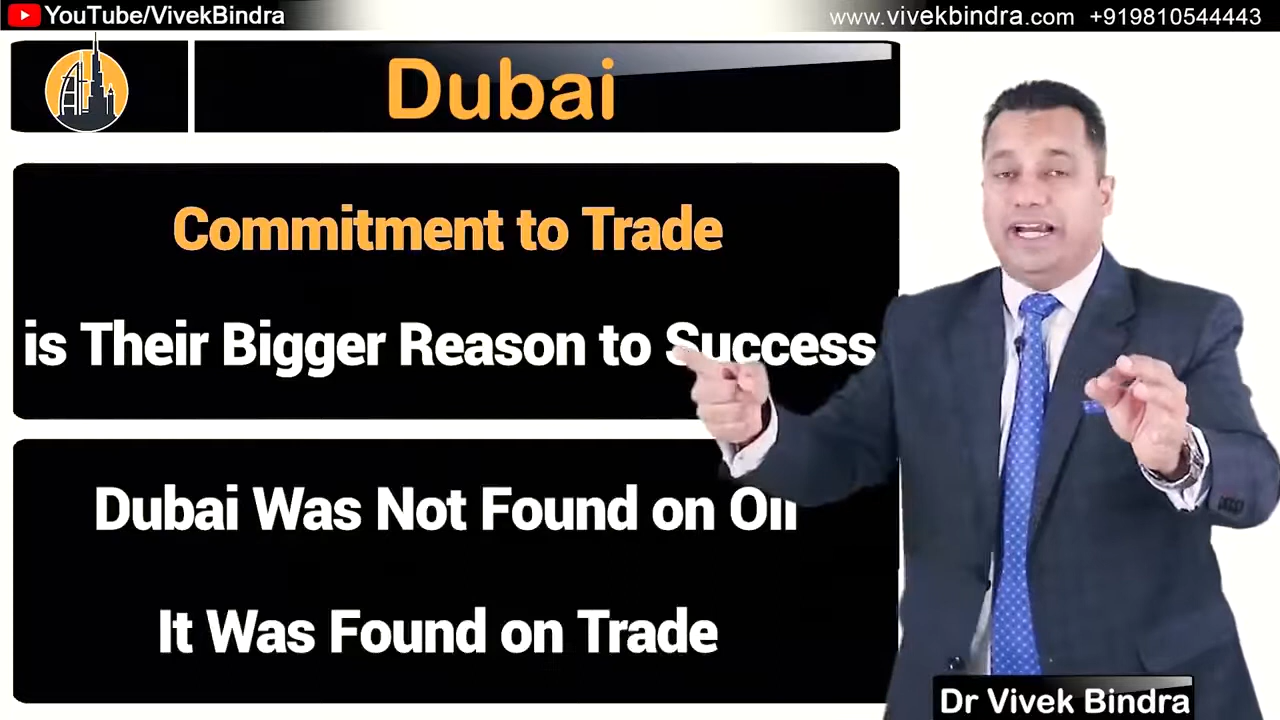 YouTube/VivekBindra
www.vivekbindra.com +919810544443
Dubai
Commitment to Trade
is Their Bigger Reason to Success
Dubai Was Not Found on Oil
It Was Found on Trade
Dr Vivek Bindra